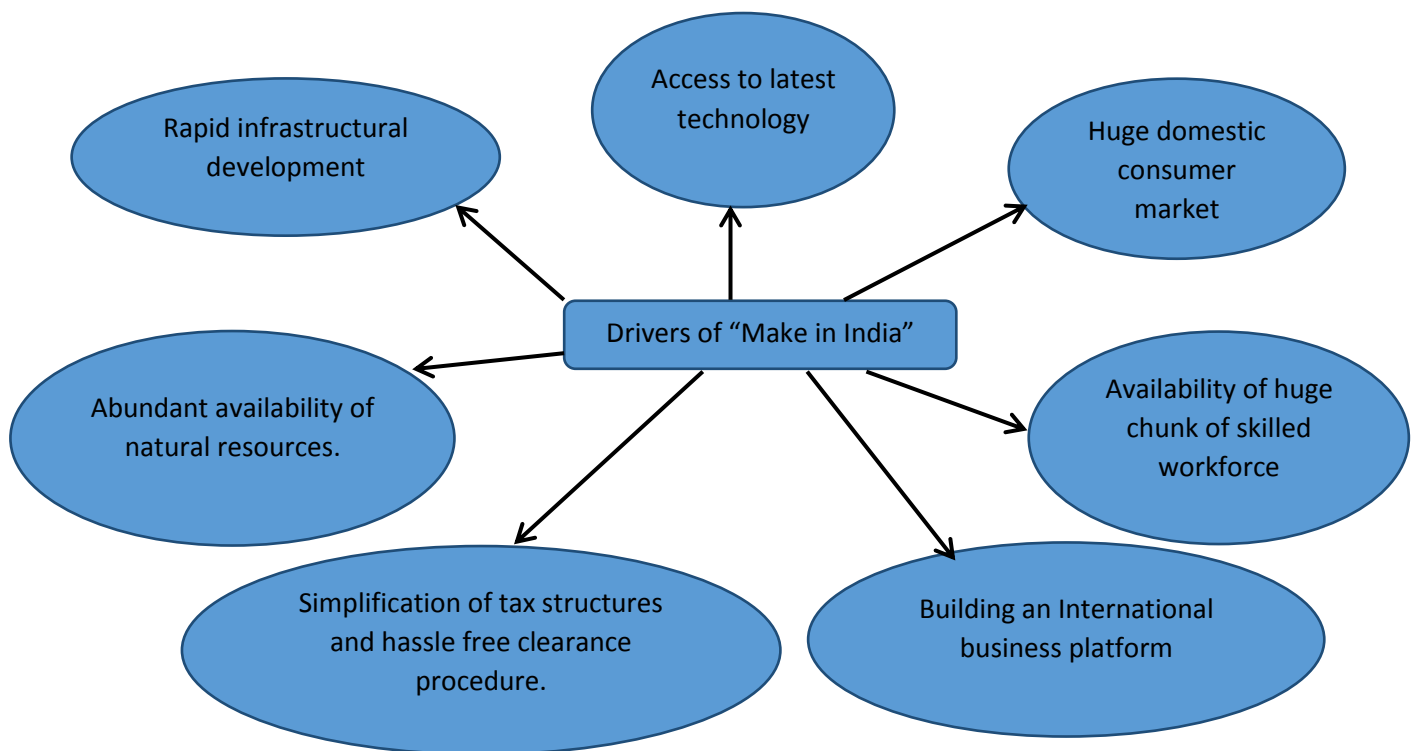 Access to latest
technology
Rapid infrastructural
development
Huge domestic
consumer
market
Drivers of “Make in India”
Abundant availability of
natural resources.
Availability of huge
chunk of skilled
workforce
Simplification of tax structures
and hassle free clearance
procedure.
Building an International
business platform